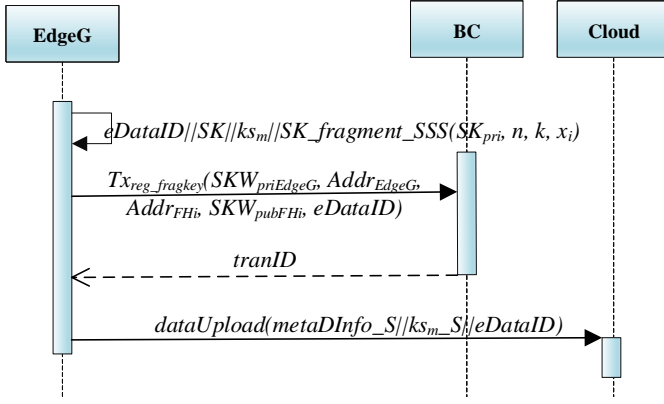 EdgeG
BC
Cloud
eDataID||SK||ks_m||SK_fragment_SSS(SK_pri, n, k, x_i)
Tx_reg_fragkey(SKW_priEdgeG, Addr_EdgeG,
Addr_FHi, SKW_pubFHi, eDataID)
tranID
dataUpload(metaDInfo_S||ks_m_S||eDataID)